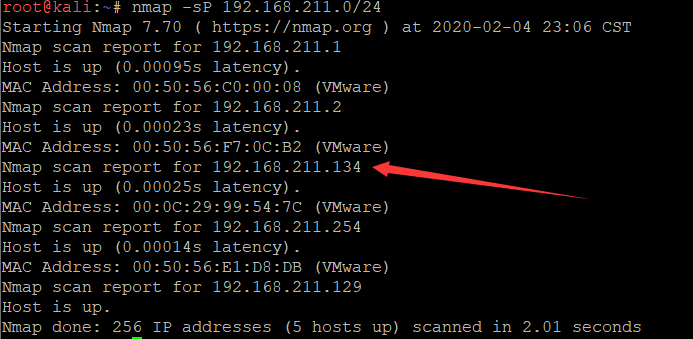 root@kali:~# nmap -sP 192.168.211.0/24
Starting Nmap 7.70 ( https://nmap.org ) at 2020-02-04 23:06 CST
Nmap scan report for 192.168.211.1
Host is up (0.00095s latency).
MAC Address: 00:50:56:C0:00:08 (VMware)
Nmap scan report for 192.168.211.2
Host is up (0.00023s latency).
MAC Address: 00:50:56:F7:0C:B2 (VMware)
Nmap scan report for 192.168.211.134
Host is up (0.00025s latency).
MAC Address: 00:0C:29:99:54:7C (VMware)
Nmap scan report for 192.168.211.254
Host is up (0.00014s latency).
MAC Address: 00:50:56:E1:D8:DB (VMware)
Nmap scan report for 192.168.211.129
Host is up.
Nmap done: 256 IP addresses (5 hosts up) scanned in 2.01 seconds